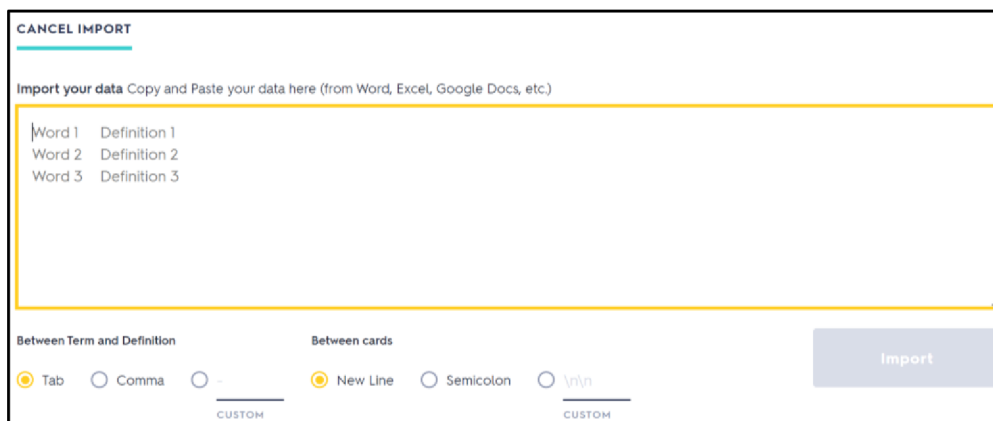 CANCEL IMPORT
Import your data Copy and Paste your data here (from Word, Excel, Google Docs, etc.)
Word 1 Definition 1
Word 2 Definition 2
Word 3 Definition 3
Between Term and Definition Between cards
Import
Tab Comma - New Line Semicolon \n\n
CUSTOM CUSTOM